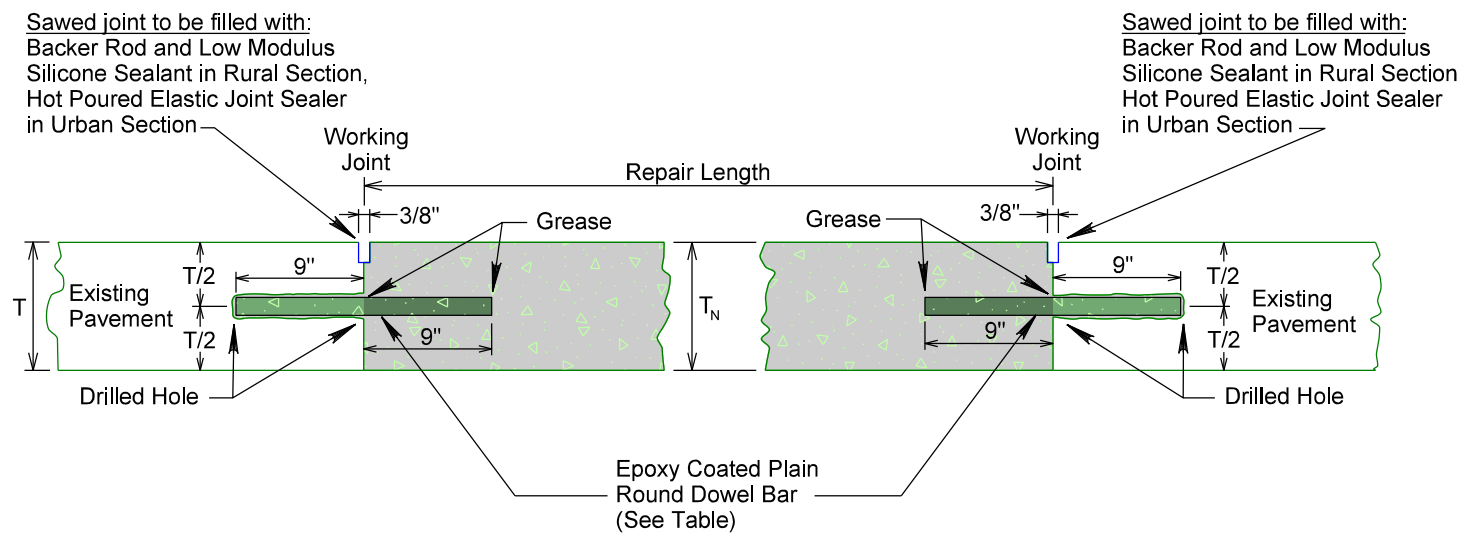 Sawed joint to be filled with:
Backer Rod and Low Modulus
Silicone Sealant in Rural Section,
Hot Poured Elastic Joint Sealer
in Urban Section
Sawed joint to be filled with:
Backer Rod and Low Modulus
Silicone Sealant in Rural Section
Hot Poured Elastic Joint Sealer
in Urban Section
Working
Joint
Repair Length
Working
Joint
3/8"
Grease
Grease
3/8"
T
T/2
T/2
9"
Existing
Pavement
9"
Drilled Hole
TN
9"
9"
T/2
T/2
Existing
Pavement
Drilled Hole
Epoxy Coated Plain
Round Dowel Bar
(See Table)